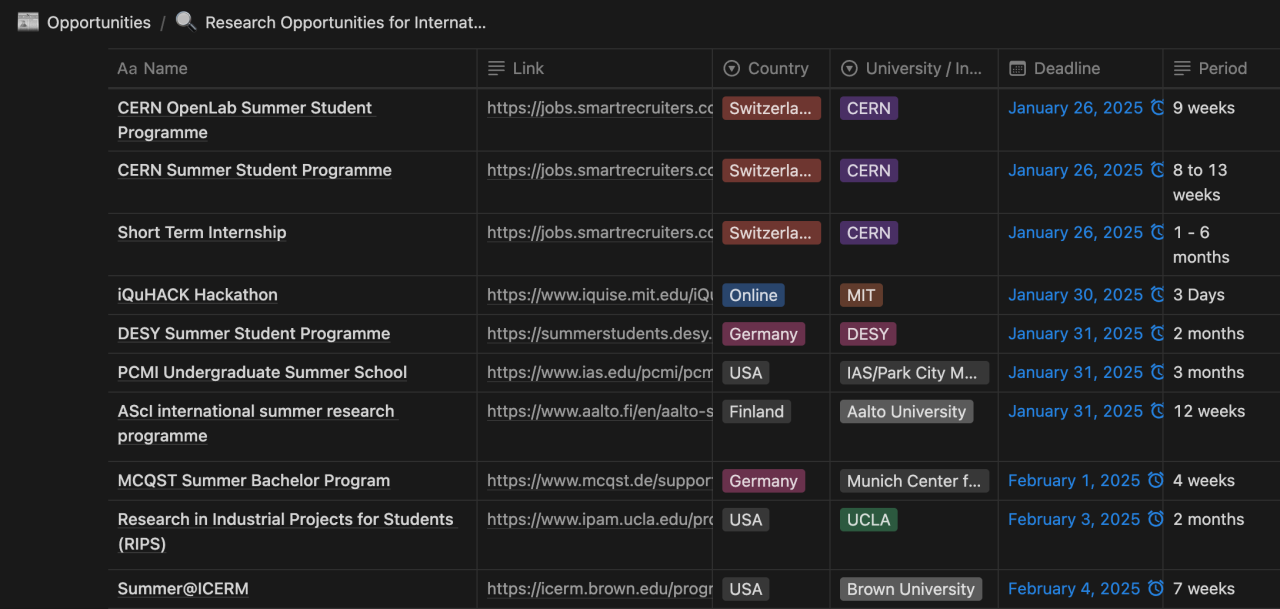 Opportunities / Research Opportunities for Internat...
Aa Name Link Country University / In... Deadline Period
CERN OpenLab Summer Student https://jobs.smartrecruiters.co Switzerla... CERN January 26, 2025 9 weeks
Programme
CERN Summer Student Programme https://jobs.smartrecruiters.co Switzerla... CERN January 26, 2025 8 to 13
weeks
Short Term Internship https://jobs.smartrecruiters.co Switzerla... CERN January 26, 2025 1 - 6
months
iQuHACK Hackathon https://www.iquise.mit.edu/iQu Online MIT January 30, 2025 3 Days
DESY Summer Student Programme https://summerstudents.desy. Germany DESY January 31, 2025 2 months
PCMI Undergraduate Summer School https://www.ias.edu/pcmi/pcm USA IAS/Park City M... January 31, 2025 3 months
AScI international summer research https://www.aalto.fi/en/aalto-s Finland Aalto University January 31, 2025 12 weeks
programme
MCQST Summer Bachelor Program https://www.mcqst.de/suppor Germany Munich Center f... February 1, 2025 4 weeks
Research in Industrial Projects for Students https://www.ipam.ucla.edu/pro USA UCLA February 3, 2025 2 months
(RIPS)
Summer@ICERM https://icerm.brown.edu/progr USA Brown University February 4, 2025 7 weeks